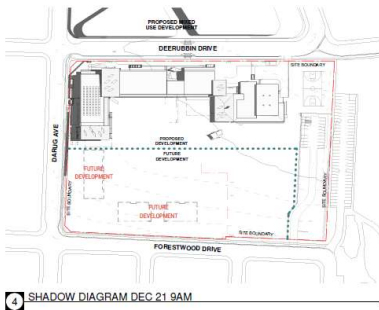 PROPOSED MIXED
USE DEVELOPMENT
DEERUBBIN DRIVE
SITE BOUNDARY
DARUG AVE
PROPOSED
DEVELOPMENT
FUTURE
DEVELOPMENT
FUTURE
DEVELOPMENT
FUTURE
DEVELOPMENT
SITE BOUNDARY
SITE BOUNDARY
SITE BOUNDARY
FORESTWOOD DRIVE
4 SHADOW DIAGRAM DEC 21 9AM